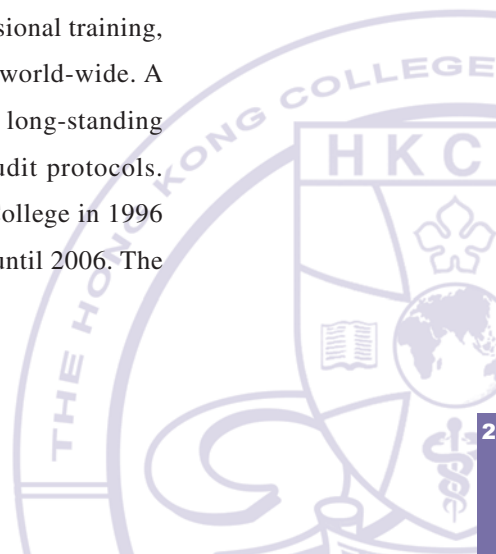 sional training,
world-wide. A
long-standing
udit protocols.
ollege in 1996
until 2006. The
THE HONG KONG COLLEGE
HKC
2